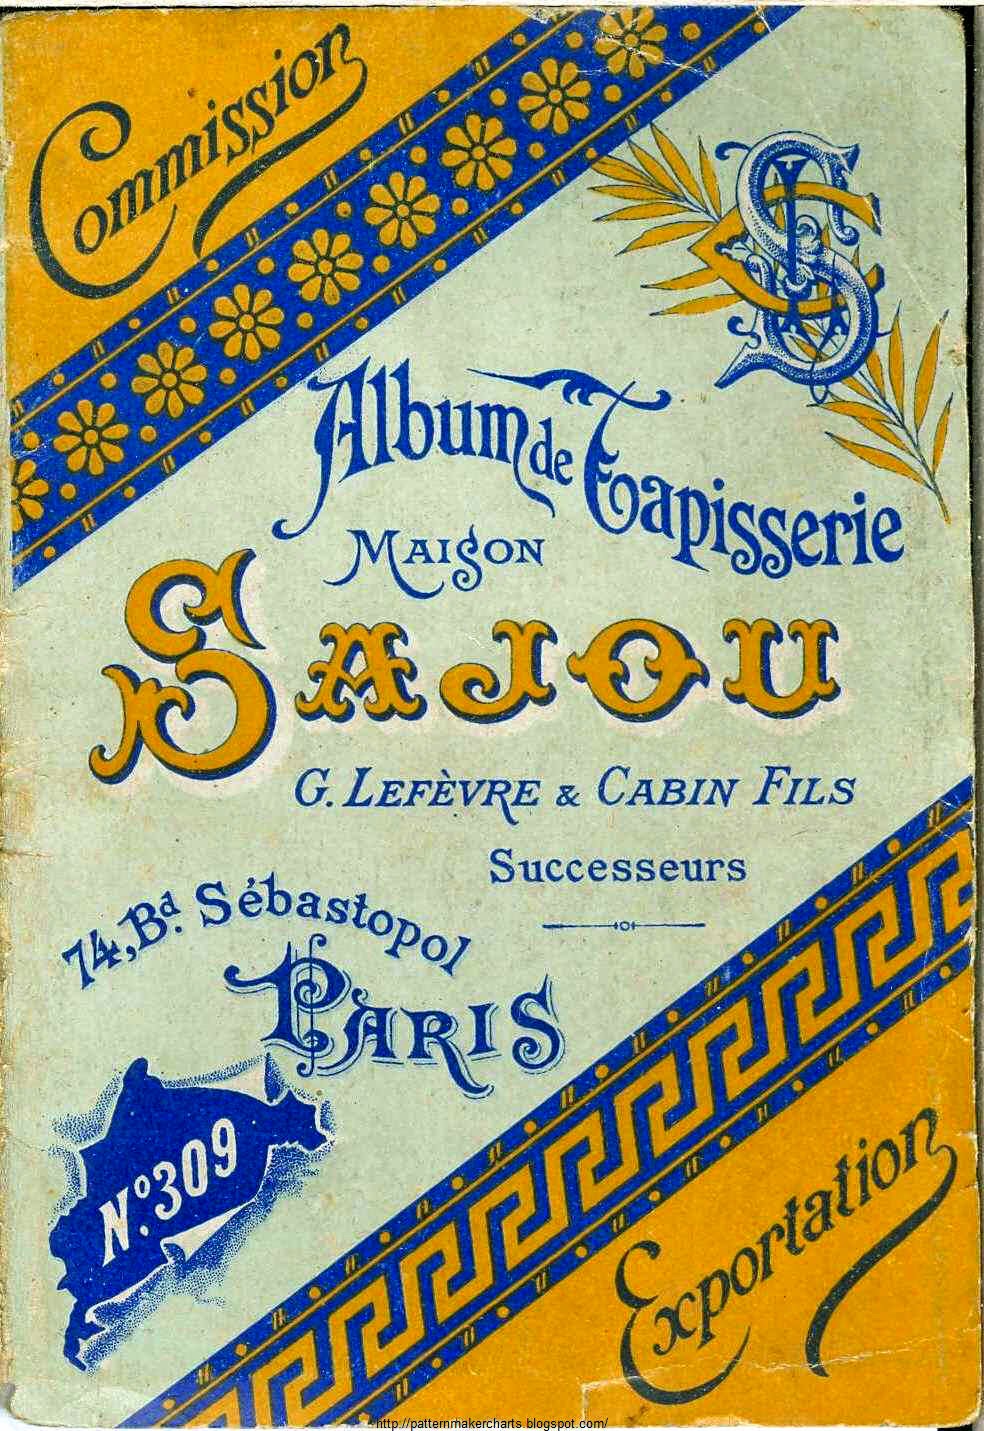 Commission
Album de Tapisserie
MAISON
SAJOU
G. LEFÈVRE & CABIN FILS
Successeurs
74, Bd. Sébastopol
PARIS
No. 309
Exportation
http://patternmakercharts.blogspot.com/